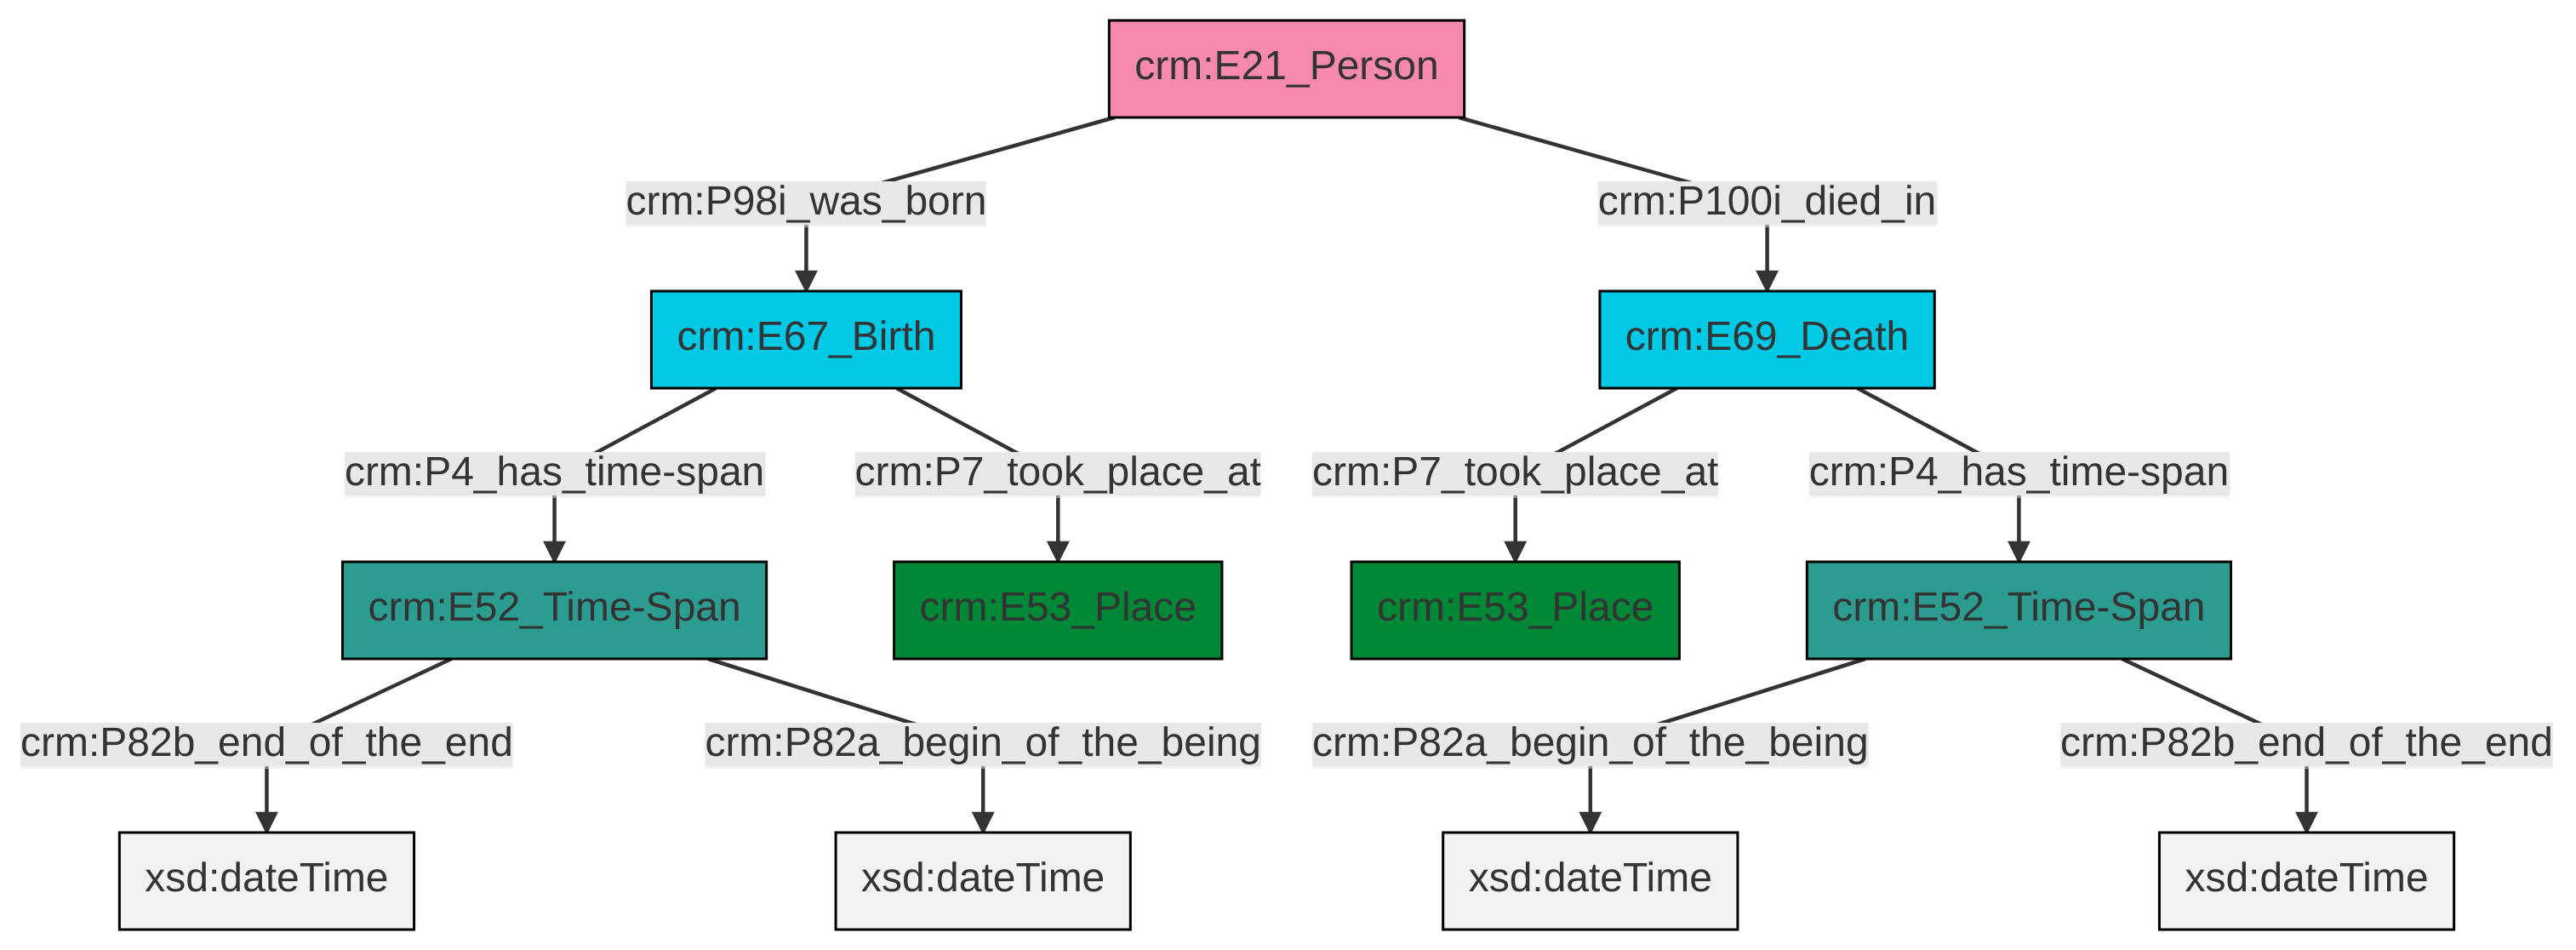 crm:E21_Person
crm:P98i_was_born
crm:P100i_died_in
crm:E67_Birth
crm:E69_Death
crm:P4_has_time-span
crm:P7_took_place_at
crm:P7_took_place_at
crm:P4_has_time-span
crm:E52_Time-Span
crm:E53_Place
crm:E53_Place
crm:E52_Time-Span
crm:P82b_end_of_the_end
crm:P82a_begin_of_the_being
crm:P82a_begin_of_the_being
crm:P82b_end_of_the_end
xsd:dateTime
xsd:dateTime
xsd:dateTime
xsd:dateTime